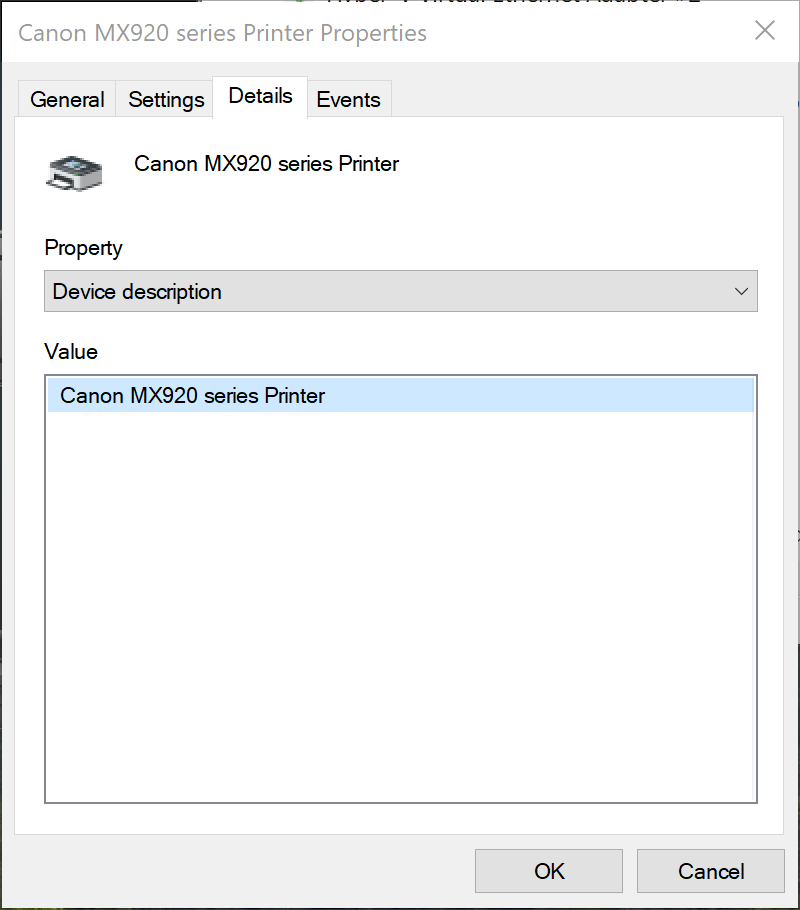 Canon MX920 series Printer Properties
General Settings Details Events
Canon MX920 series Printer
Property
Device description
Value
Canon MX920 series Printer
OK Cancel